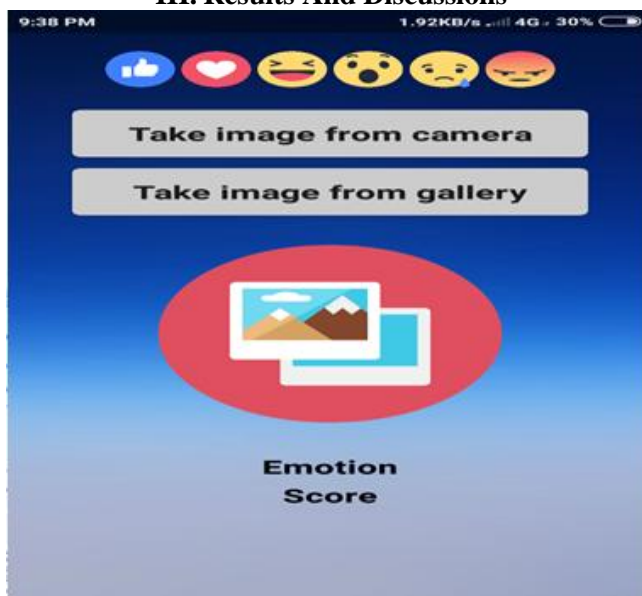 III. Results And Discussions
9:38 PM 1.92KB/s 4G 30%
Take image from camera
Take image from gallery
Emotion
Score